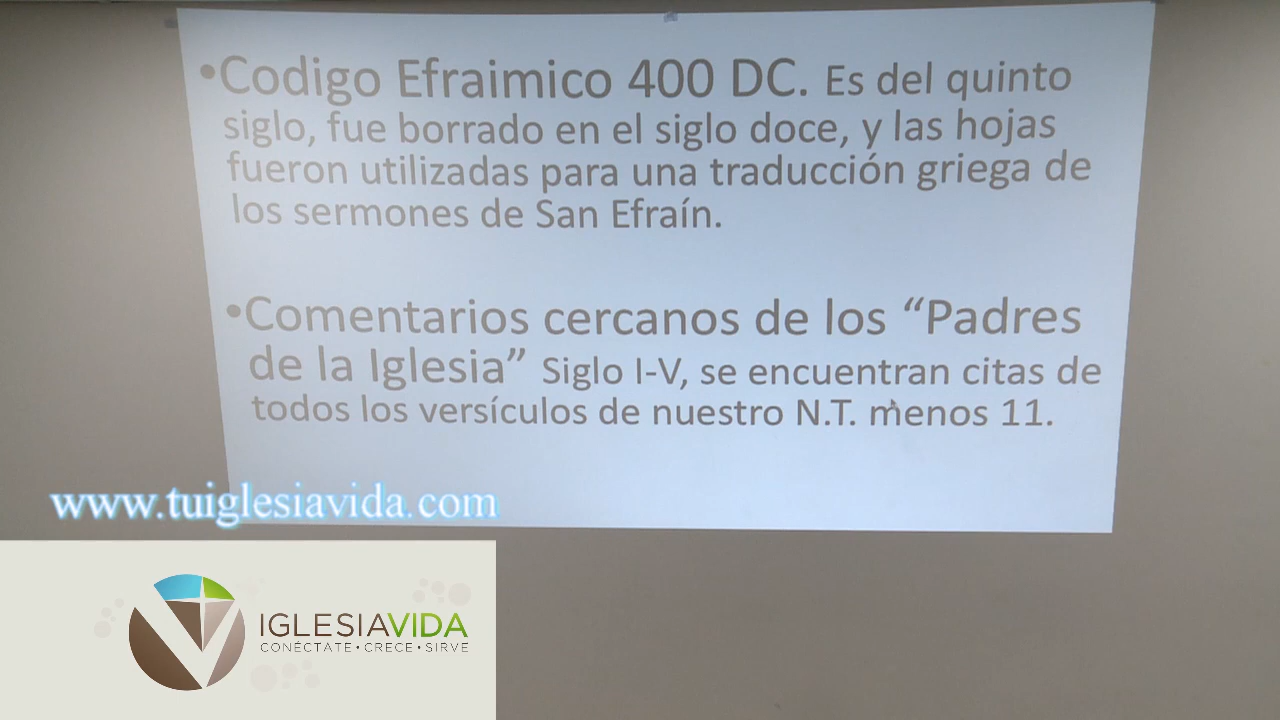 •Codigo Efraimico 400 DC. Es del quinto
siglo, fue borrado en el siglo doce, y las hojas
fueron utilizadas para una traducción griega de
los sermones de San Efraín.
•Comentarios cercanos de los “Padres
de la Iglesia” Siglo I-V, se encuentran citas de
todos los versículos de nuestro N.T. menos 11.
www.tuiglesiavida.com
IGLESIAVIDA
CONÉCTATE • CRECE • SIRVE